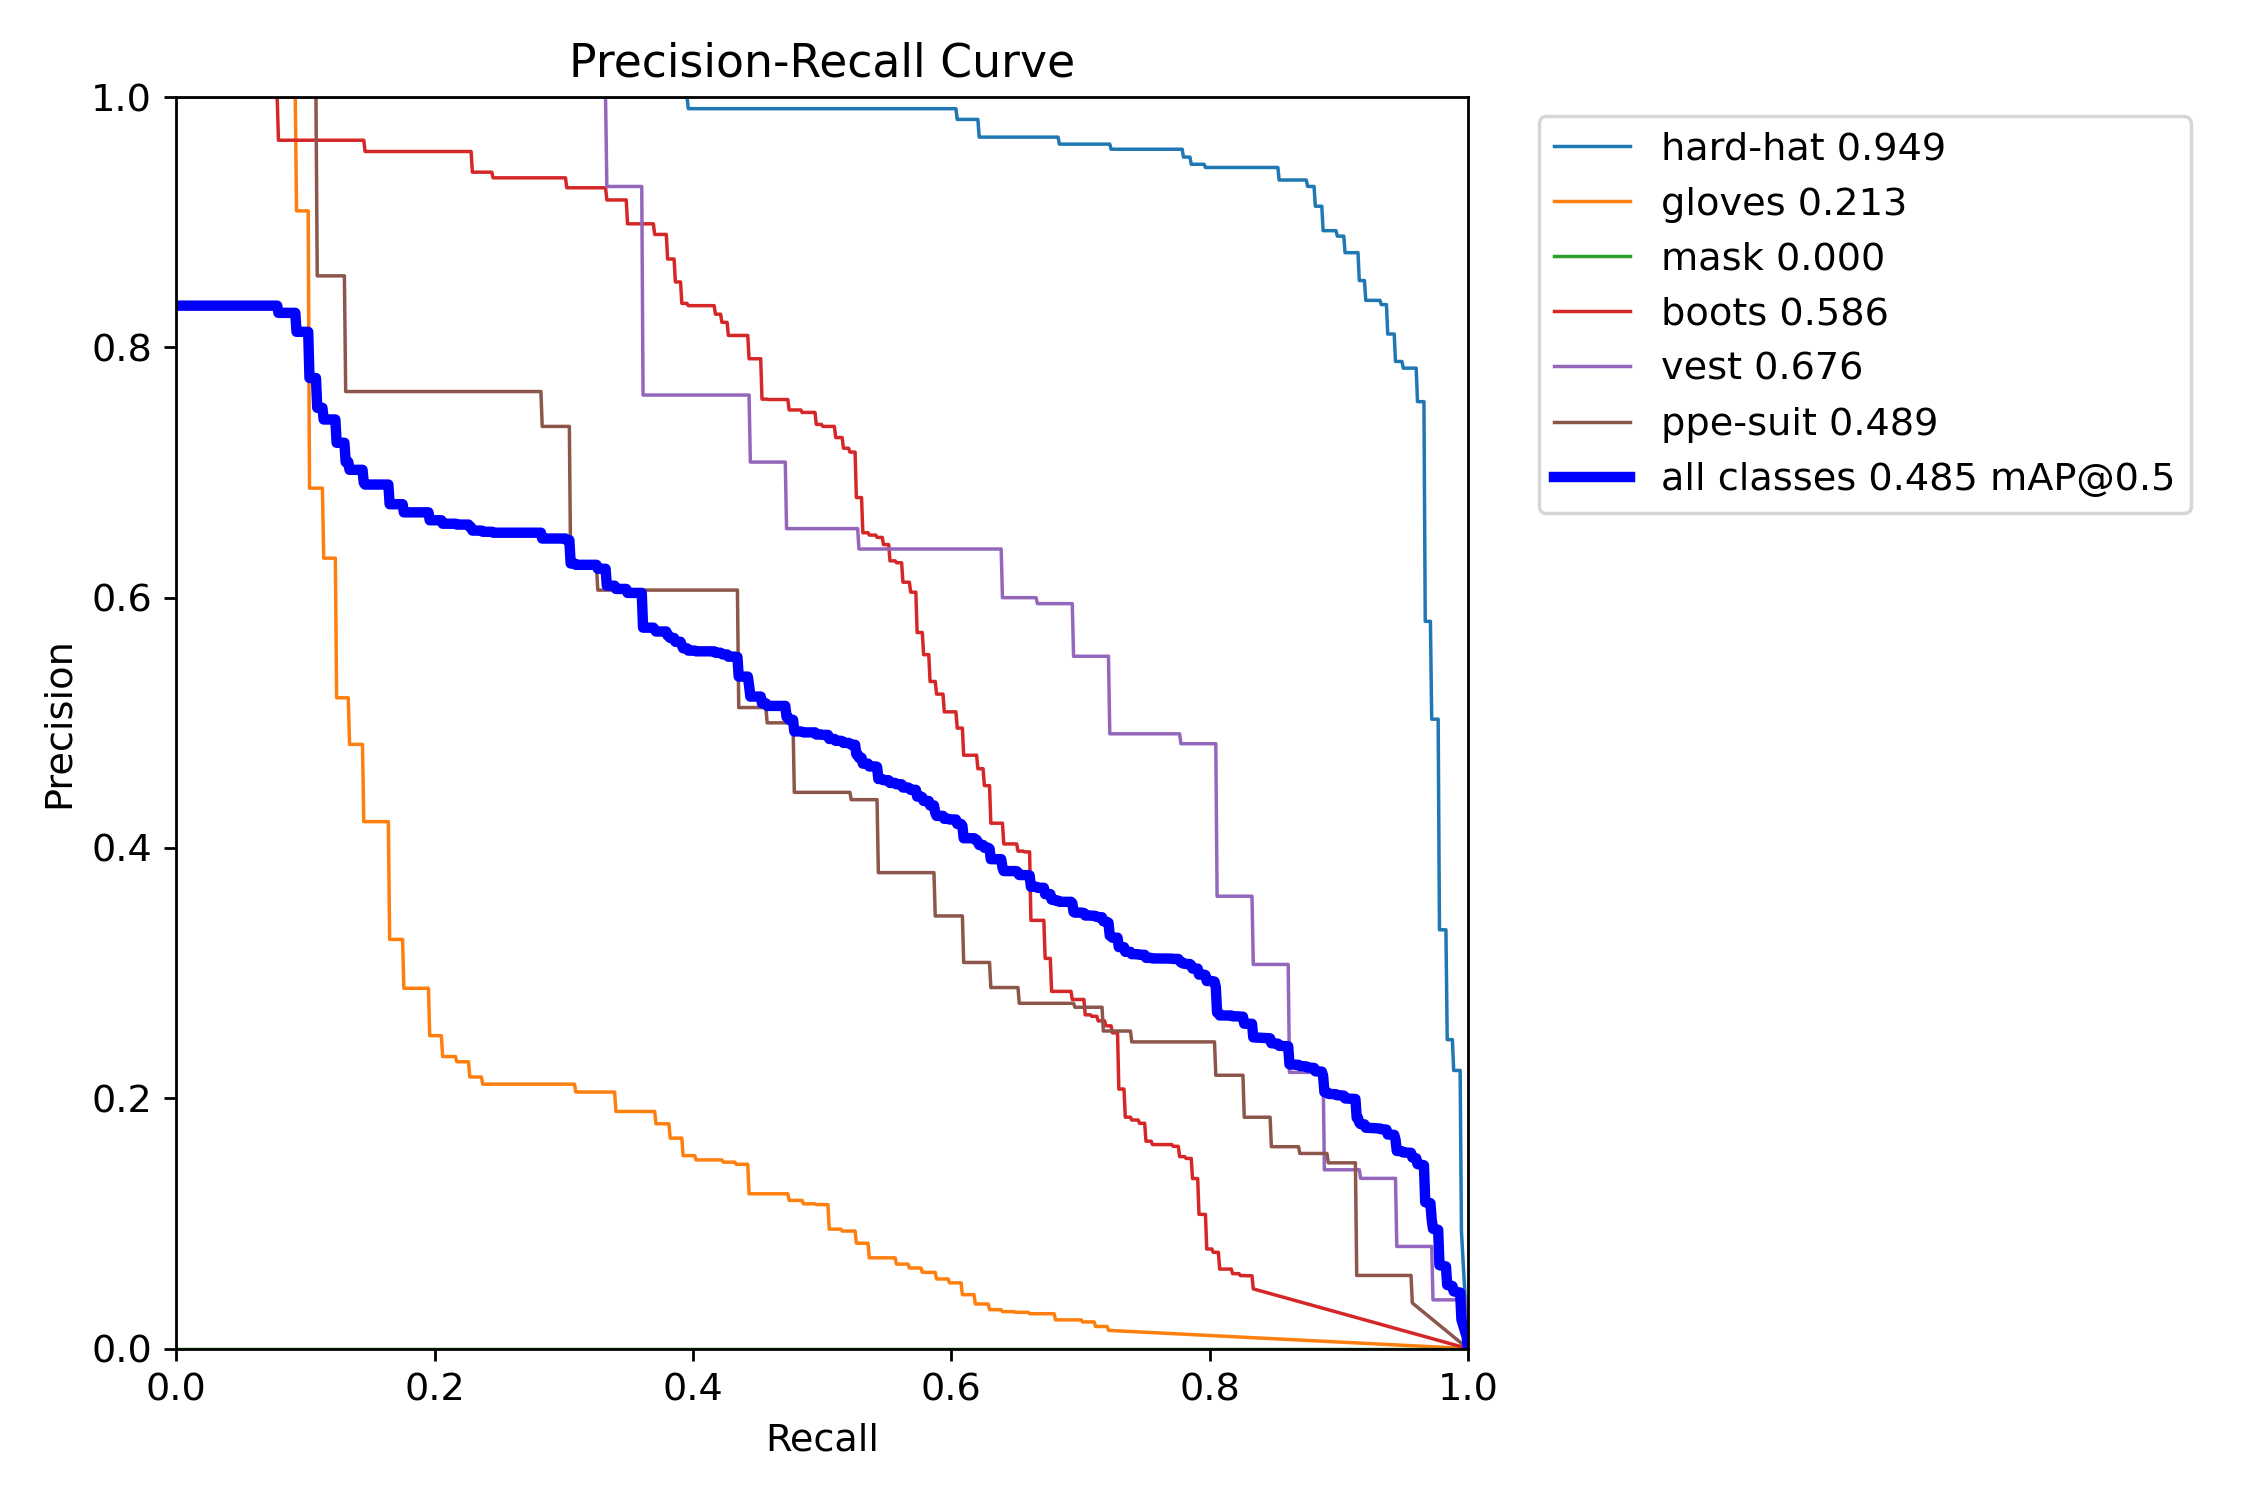 Precision-Recall Curve
1.0
0.8
0.6
0.4
0.2
0.0
Precision
0.0 0.2 0.4 0.6 0.8 1.0
Recall
hard-hat 0.949
gloves 0.213
mask 0.000
boots 0.586
vest 0.676
ppe-suit 0.489
all classes 0.485 mAP@0.5